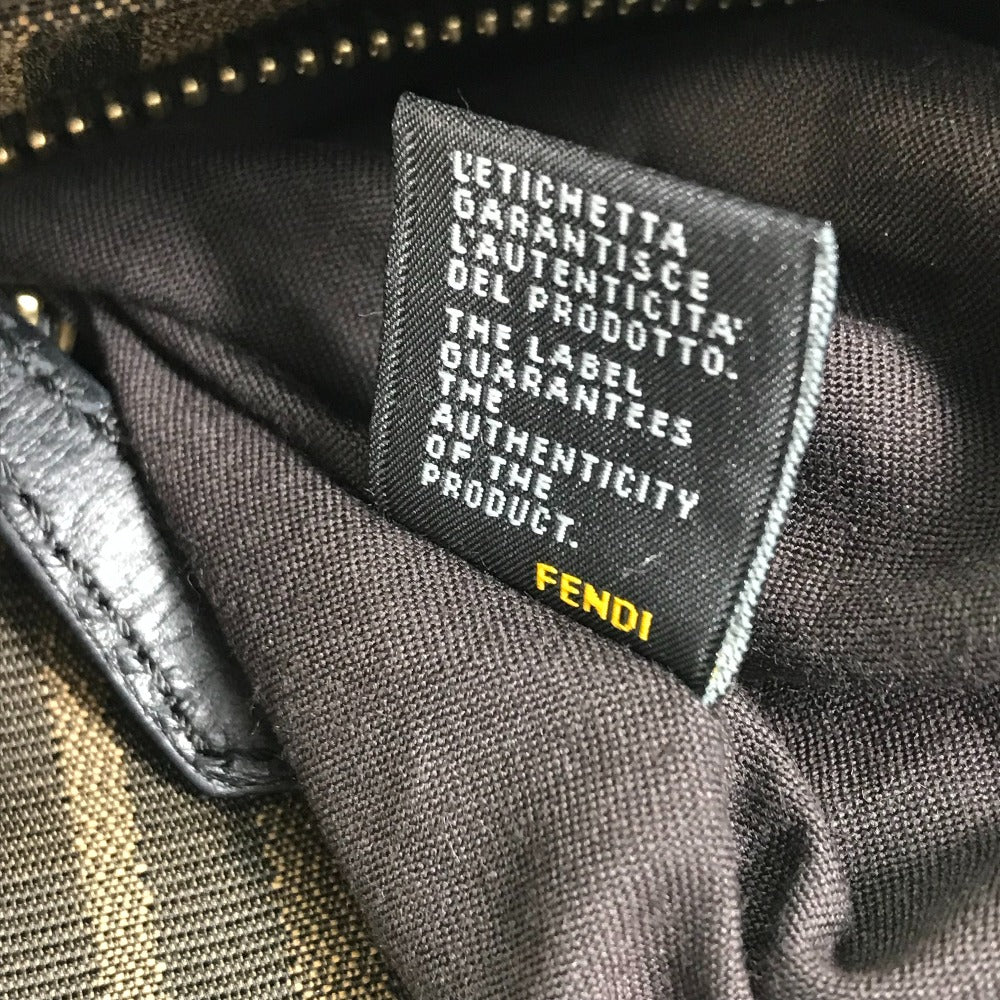 L'ETICHETTA
GARANTISCE
L'AUTENTICITA'
DEL PRODOTTO.
THE LABEL
GUARANTEES
THE
AUTHENTICITY
OF THE
PRODUCT.
FENDI